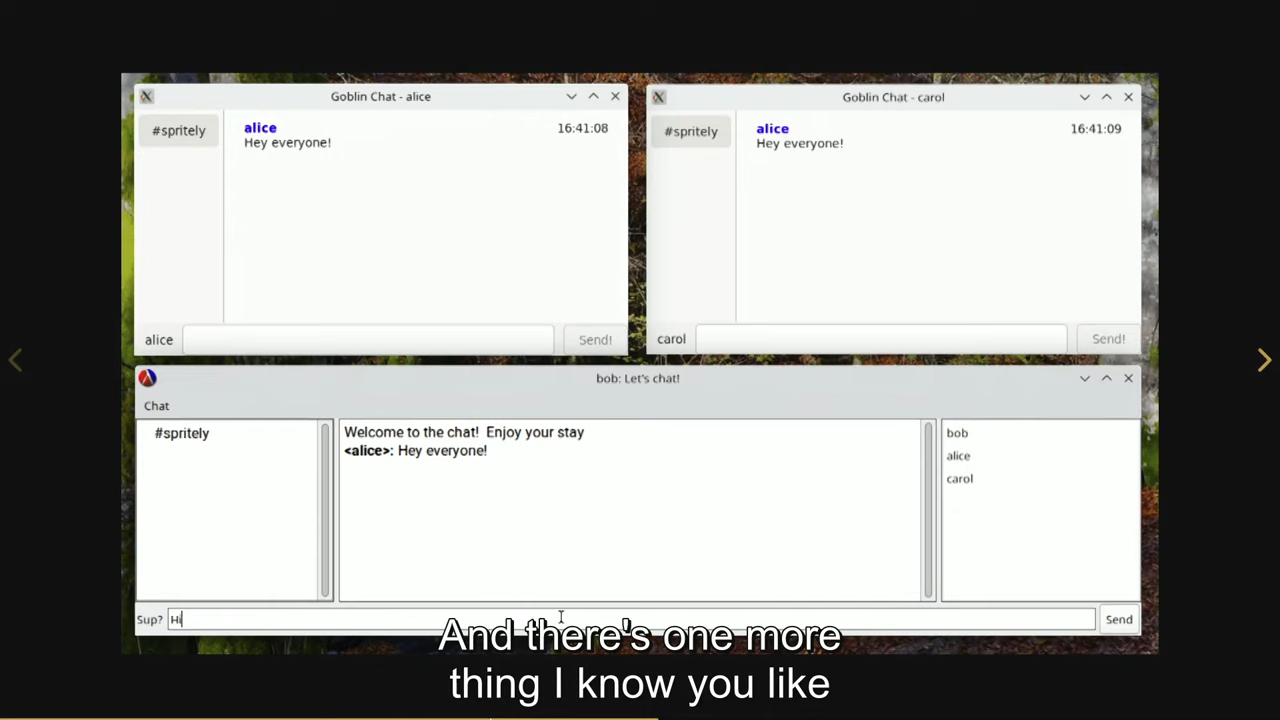 Goblin Chat - alice
#spritely
alice 16:41:08
Hey everyone!
alice
Send!
Goblin Chat - carol
#spritely
alice 16:41:09
Hey everyone!
carol
Send!
bob: Let's chat!
Chat
#spritely
Welcome to the chat!  Enjoy your stay
<alice>: Hey everyone!
bob
alice
carol
Sup? Hi
Send
And there's one more
thing I know you like